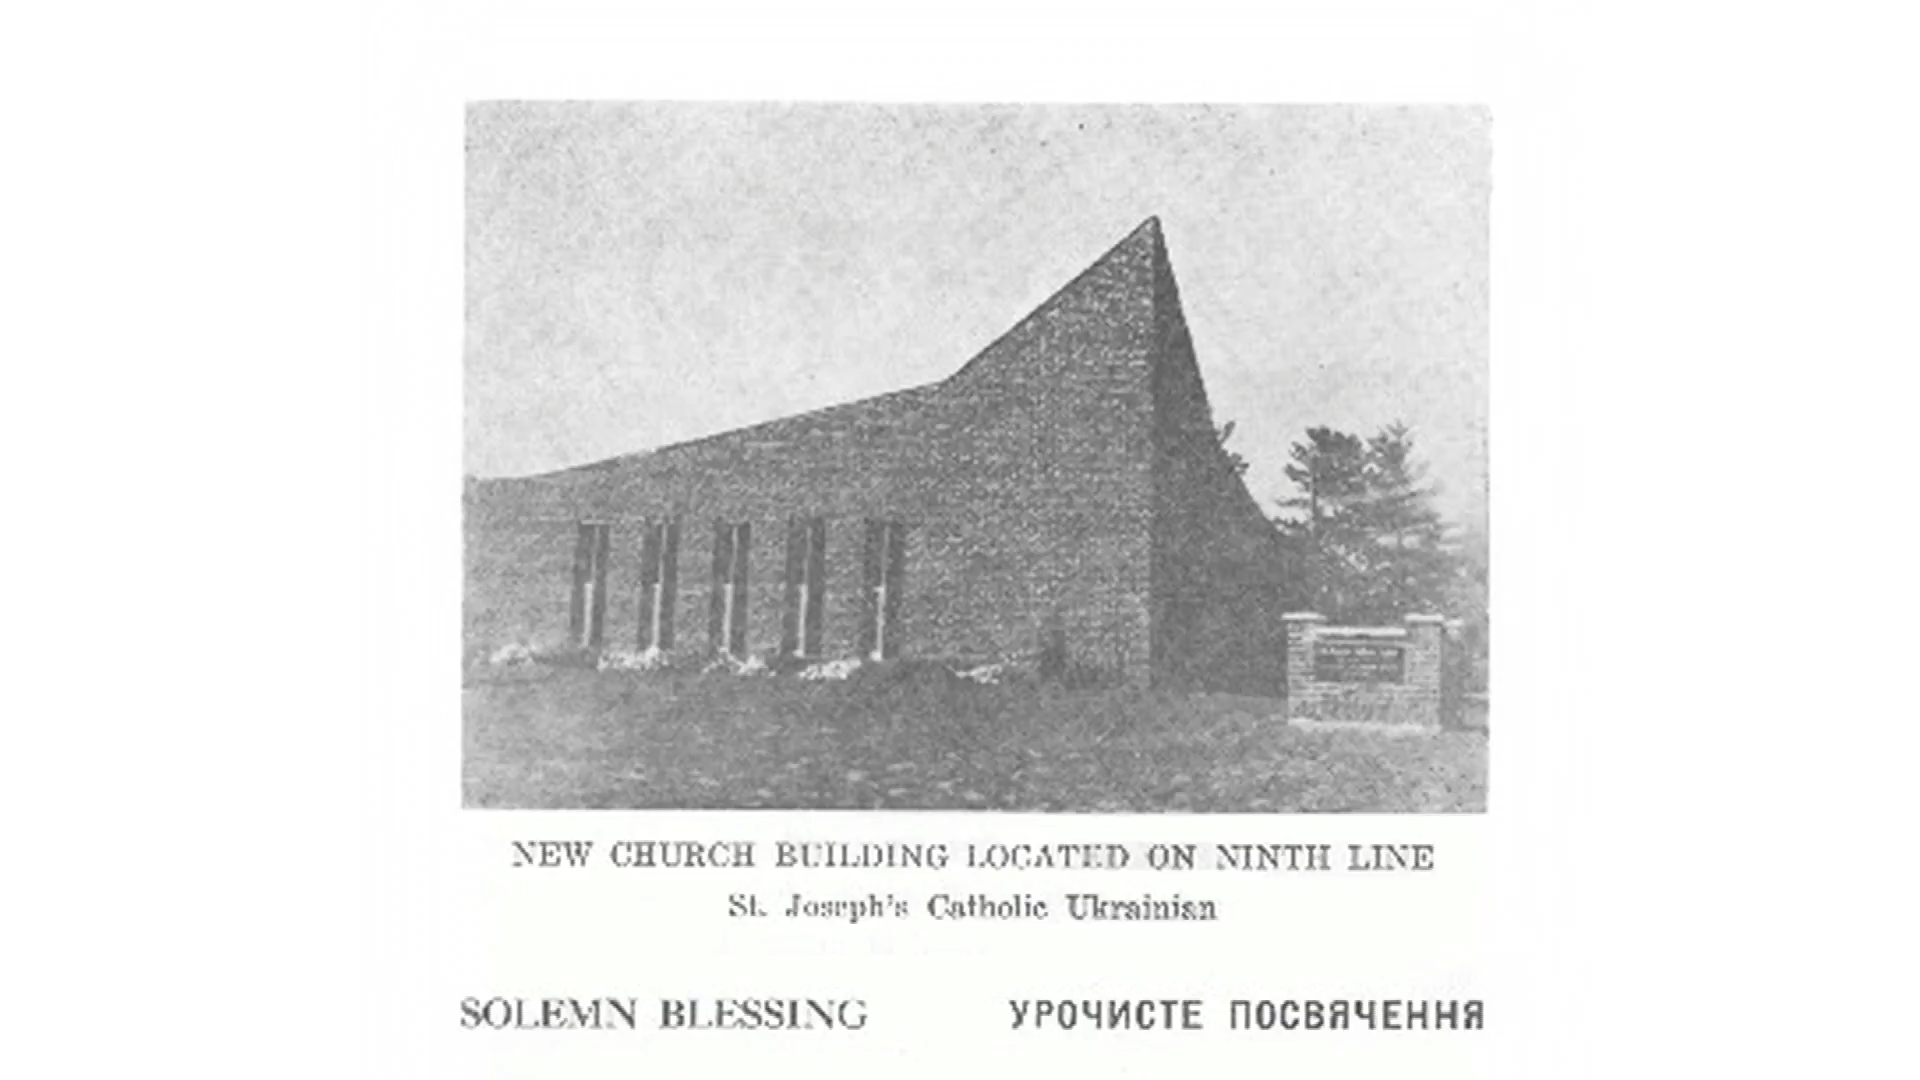 NEW CHURCH BUILDING LOCATED ON NINTH LINE
St. Joseph's Catholic Ukrainian
SOLEMN BLESSING УРОЧИСТЕ ПОСВЯЧЕННЯ